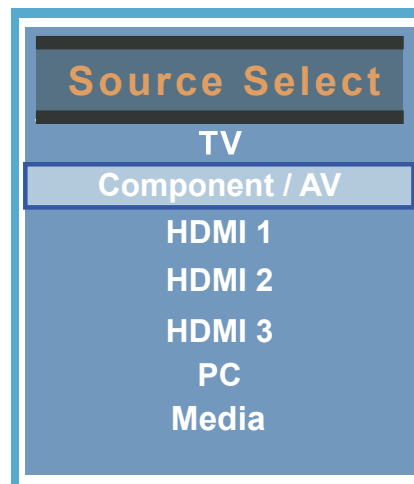 Source Select
TV
Component / AV
HDMI 1
HDMI 2
HDMI 3
PC
Media